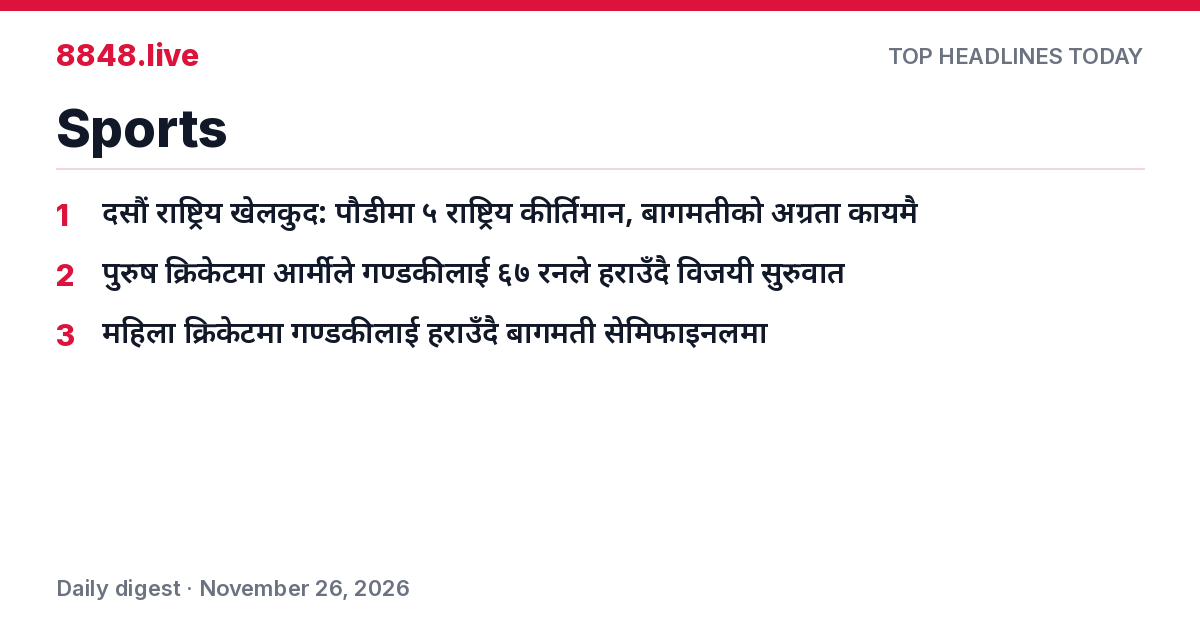 8848.live
TOP HEADLINES TODAY
Sports
1 दसौं राष्ट्रिय खेलकुद: पौडीमा ५ राष्ट्रिय कीर्तिमान, बागमतीको अग्रता कायमै
2 पुरुष क्रिकेटमा आर्मीले गण्डकीलाई ६७ रनले हराउँदै विजयी सुरुवात
3 महिला क्रिकेटमा गण्डकीलाई हराउँदै बागमती सेमिफाइनलमा
Daily digest · November 26, 2026